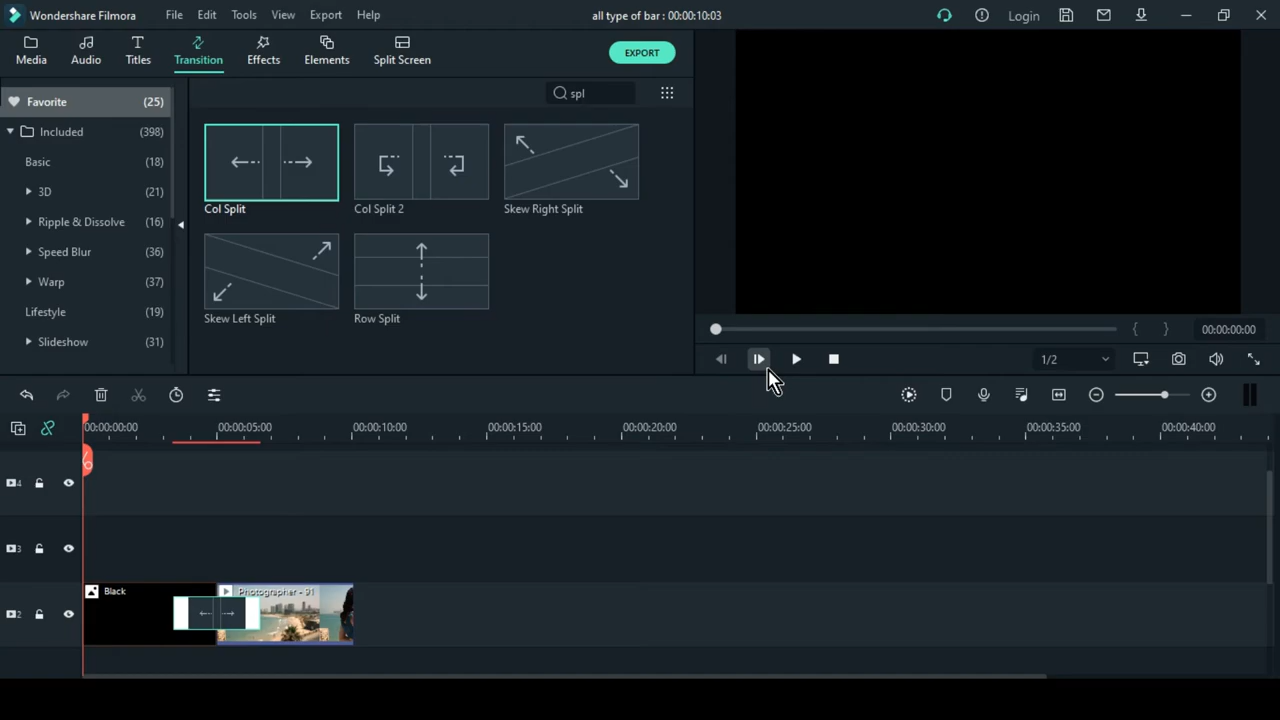 Wondershare Filmora File Edit Tools View Export Help all type of bar : 00:00:10:03 Login
Media Audio Titles Transition Effects Elements Split Screen EXPORT
Favorite (25)
spl
Included (398)
Basic (18)
3D (21)
Ripple & Dissolve (16)
Speed Blur (36)
Warp (37)
Lifestyle (19)
Slideshow (31)
Col Split Col Split 2 Skew Right Split
Skew Left Split Row Split
{ } 00:00:00:00
1/2
00:00:00:00 00:00:05:00 00:00:10:00 00:00:15:00 00:00:20:00 00:00:25:00 00:00:30:00 00:00:35:00 00:00:40:00
4
3
2
Black Photographer - 91